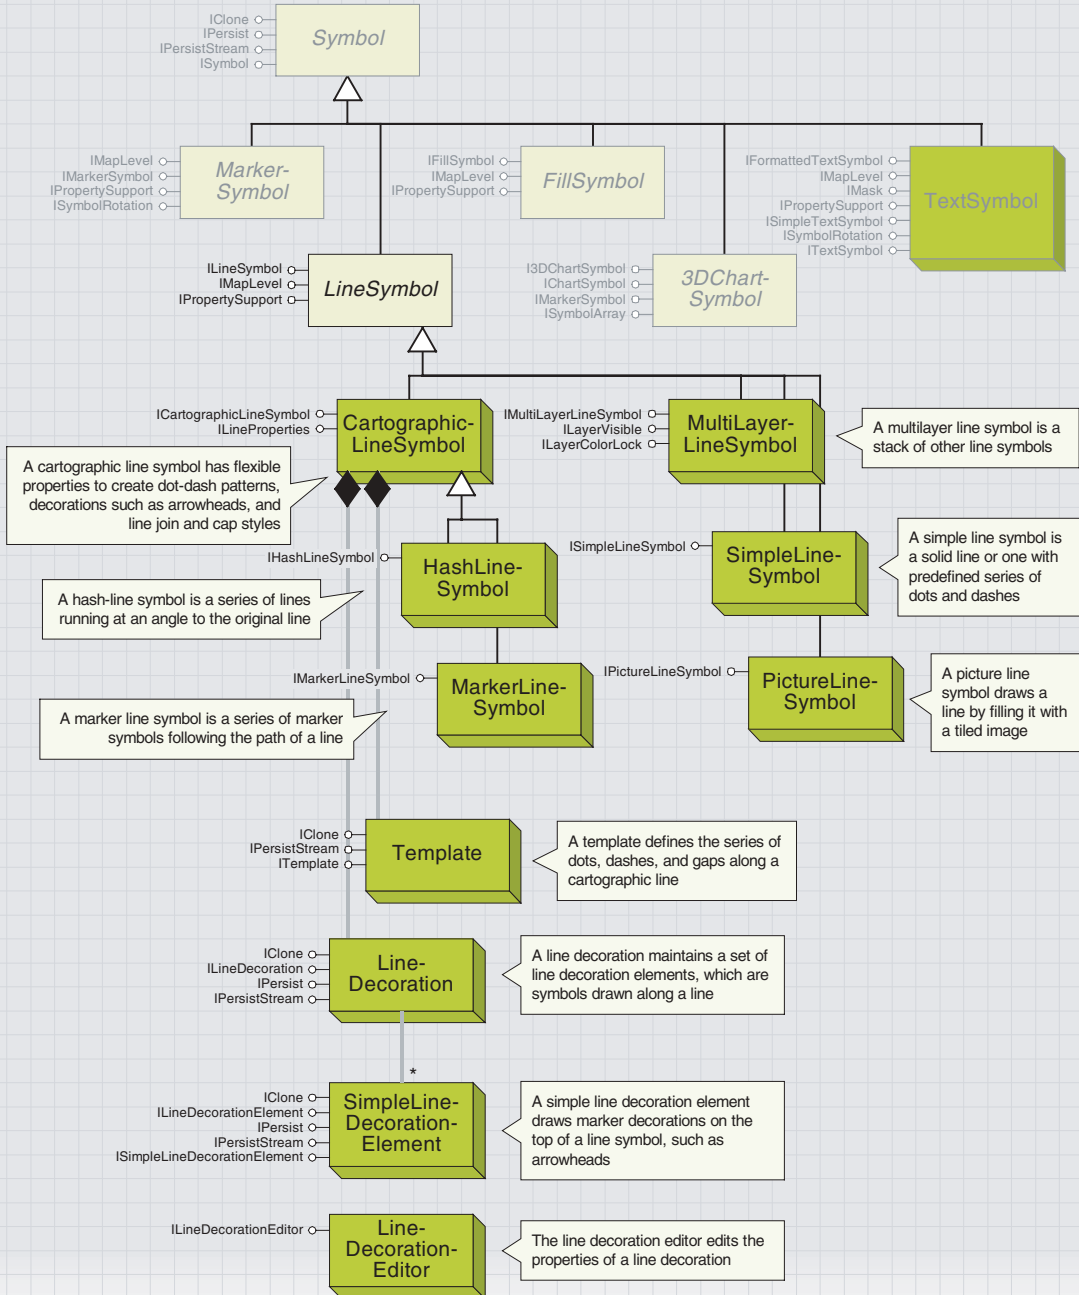 IClone
IPersist
IPersistStream
ISymbol
Symbol
IMapLevel
IMarkerSymbol
IPropertySupport
ISymbolRotation
Marker-
Symbol
IFillSymbol
IMapLevel
IPropertySupport
FillSymbol
IFormattedTextSymbol
IMapLevel
IMask
IPropertySupport
ISimpleTextSymbol
ISymbolRotation
ITextSymbol
TextSymbol
ILineSymbol
IMapLevel
IPropertySupport
LineSymbol
I3DChartSymbol
IChartSymbol
IMarkerSymbol
ISymbolArray
3DChart-
Symbol
ICartographicLineSymbol
ILineProperties
Cartographic-
LineSymbol
IMultiLayerLineSymbol
ILayerVisible
ILayerColorLock
MultiLayer-
LineSymbol
A multilayer line symbol is a
stack of other line symbols
A cartographic line symbol has flexible
properties to create dot-dash patterns,
decorations such as arrowheads, and
line join and cap styles
IHashLineSymbol
HashLine-
Symbol
ISimpleLineSymbol
SimpleLine-
Symbol
A simple line symbol is
a solid line or one with
predefined series of
dots and dashes
A hash-line symbol is a series of lines
running at an angle to the original line
IMarkerLineSymbol
MarkerLine-
Symbol
IPictureLineSymbol
PictureLine-
Symbol
A picture line
symbol draws a
line by filling it with
a tiled image
A marker line symbol is a series of marker
symbols following the path of a line
IClone
IPersistStream
ITemplate
Template
A template defines the series of
dots, dashes, and gaps along a
cartographic line
IClone
ILineDecoration
IPersist
IPersistStream
Line-
Decoration
A line decoration maintains a set of
line decoration elements, which are
symbols drawn along a line
*
IClone
ILineDecorationElement
IPersist
IPersistStream
ISimpleLineDecorationElement
SimpleLine-
Decoration-
Element
A simple line decoration element
draws marker decorations on the
top of a line symbol, such as
arrowheads
ILineDecorationEditor
Line-
Decoration-
Editor
The line decoration editor edits the
properties of a line decoration